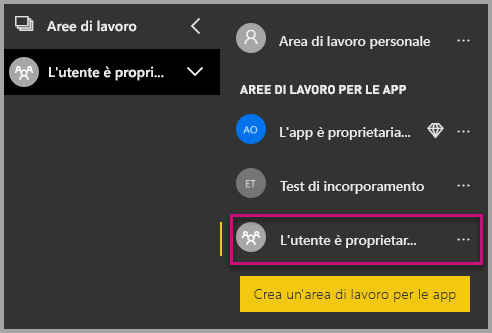 Aree di lavoro
L'utente è propri...
Area di lavoro personale
AREE DI LAVORO PER LE APP
AO L'app è proprietaria...
ET Test di incorporamento
L'utente è proprietar...
Crea un'area di lavoro per le app